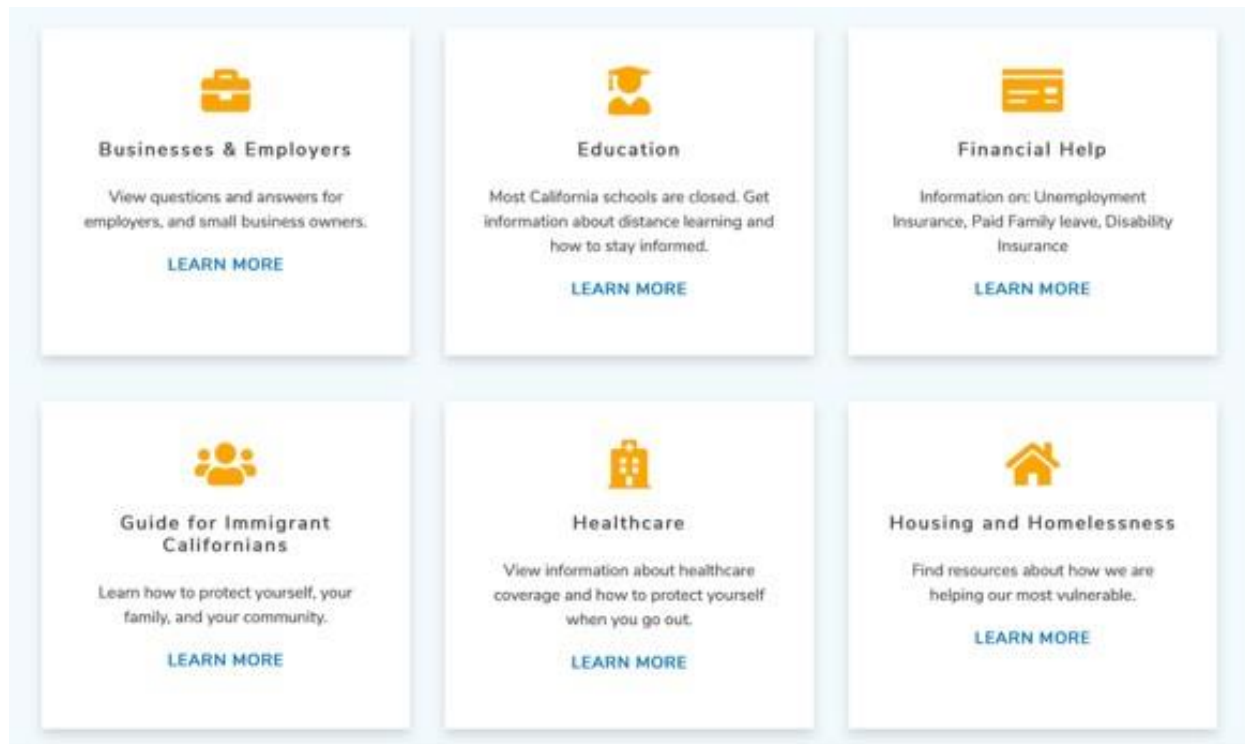 Businesses & Employers
View questions and answers for
employers, and small business owners.
LEARN MORE
Education
Most California schools are closed. Get
information about distance learning and
how to stay informed.
LEARN MORE
Financial Help
Information on: Unemployment
Insurance, Paid Family leave, Disability
Insurance
LEARN MORE
Guide for Immigrant
Californians
Learn how to protect yourself, your
family, and your community.
LEARN MORE
Healthcare
View information about healthcare
coverage and how to protect yourself
when you go out.
LEARN MORE
Housing and Homelessness
Find resources about how we are
helping our most vulnerable.
LEARN MORE